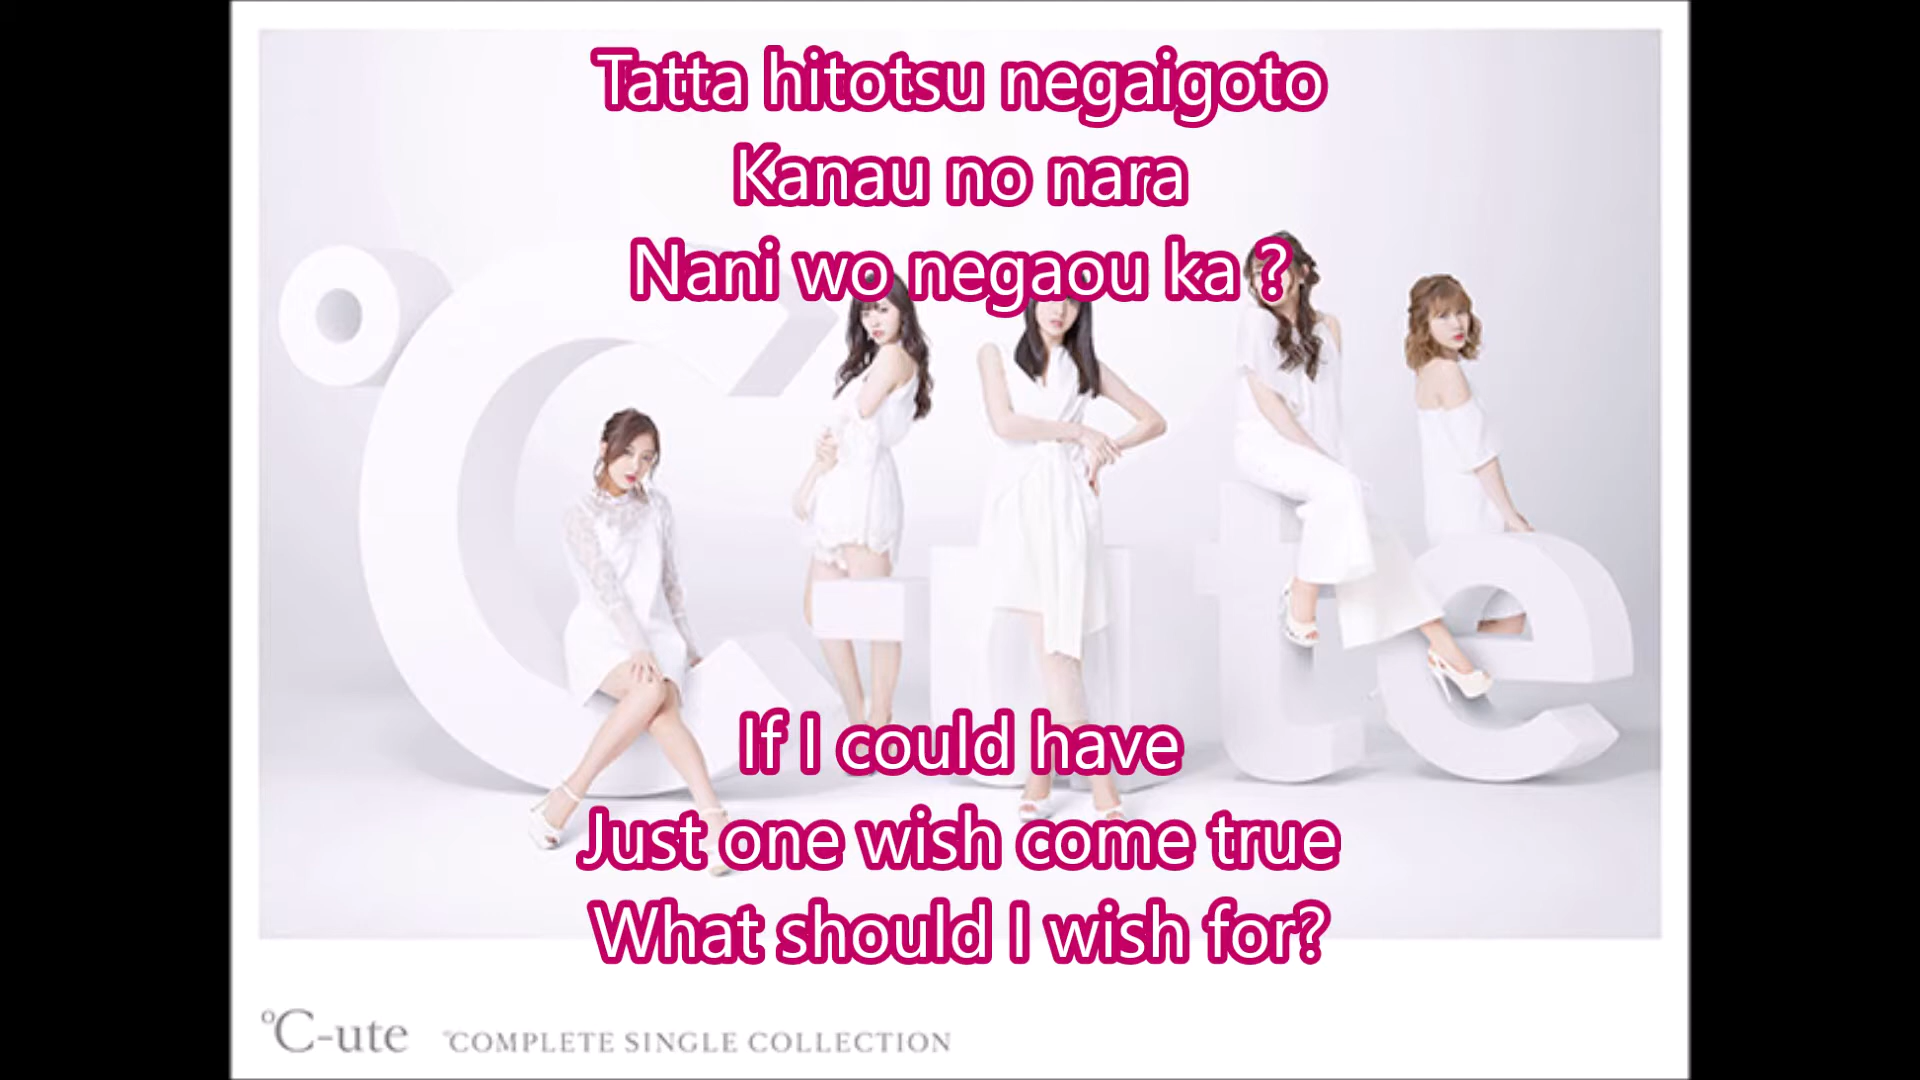 Tatta hitotsu negaigoto
Kanau no nara
Nani wo negaou ka ?
℃-ute
If I could have
Just one wish come true
What should I wish for?
℃-ute ℃OMPLETE SINGLE COLLECTION